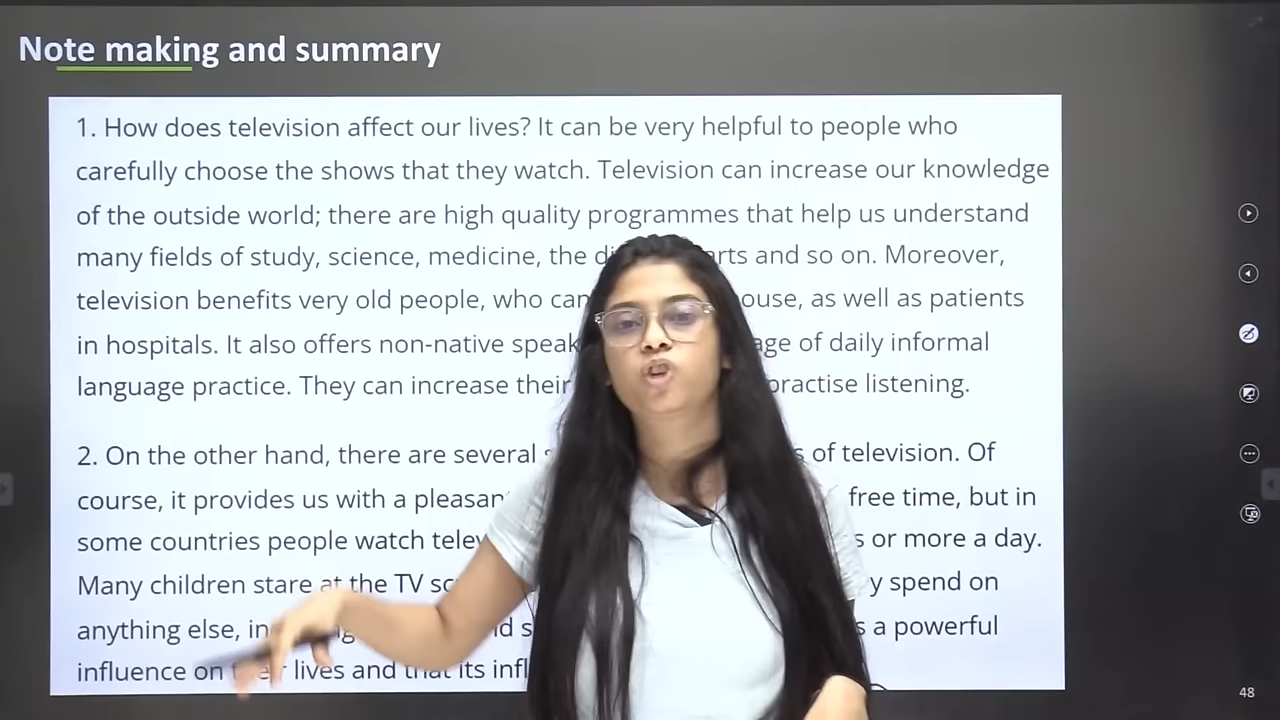 Note making and summary
1. How does television affect our lives? It can be very helpful to people who
carefully choose the shows that they watch. Television can increase our knowledge
of the outside world; there are high quality programmes that help us understand
many fields of study, science, medicine, the arts and so on. Moreover,
television benefits very old people, who can as well as patients
in hospitals. It also offers non-native of daily informal
language practice. They can increase their practise listening.
2. On the other hand, there are several of television. Of
course, it provides us with a free time, but in
some countries people watch or more a day.
Many children stare at the TV spend on
anything else, a powerful
influence on their lives and that its
48